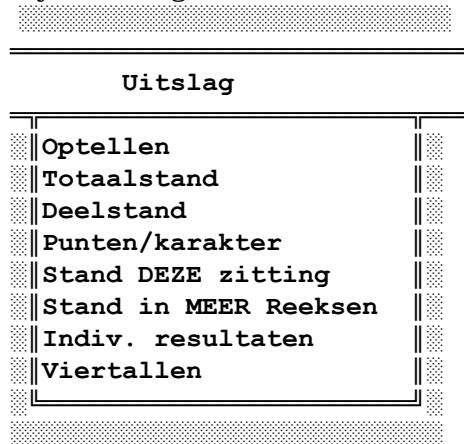 Uitslag
Optellen
Totaalstand
Deelstand
Punten/karakter
Stand DEZE zitting
Stand in MEER Reeksen
Indiv. resultaten
Viertallen